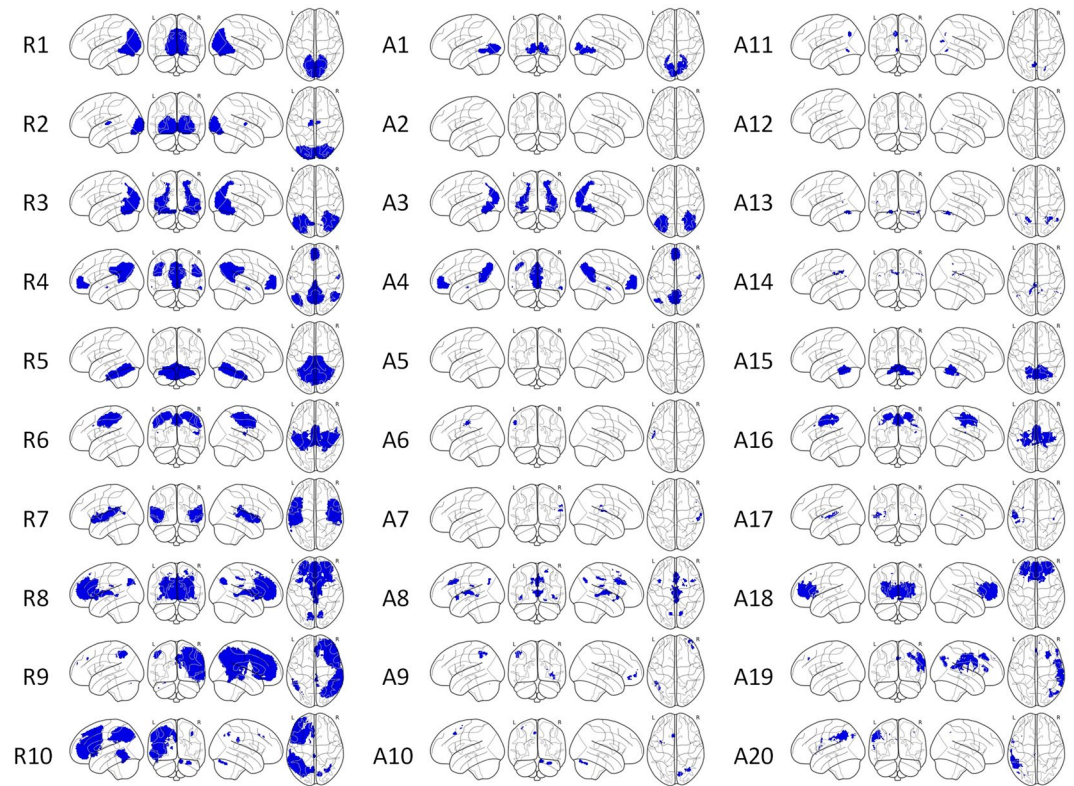 L R L R L R
R1 A1 A11
L R L R L R
R2 A2 A12
L R L R L R
R3 A3 A13
L R L R L R
R4 A4 A14
L R L R L R
R5 A5 A15
L R L R L R
R6 A6 A16
L R L R L R
R7 A7 A17
L R L R L R
R8 A8 A18
L R L R L R
R9 A9 A19
L R L R L R
R10 A10 A20